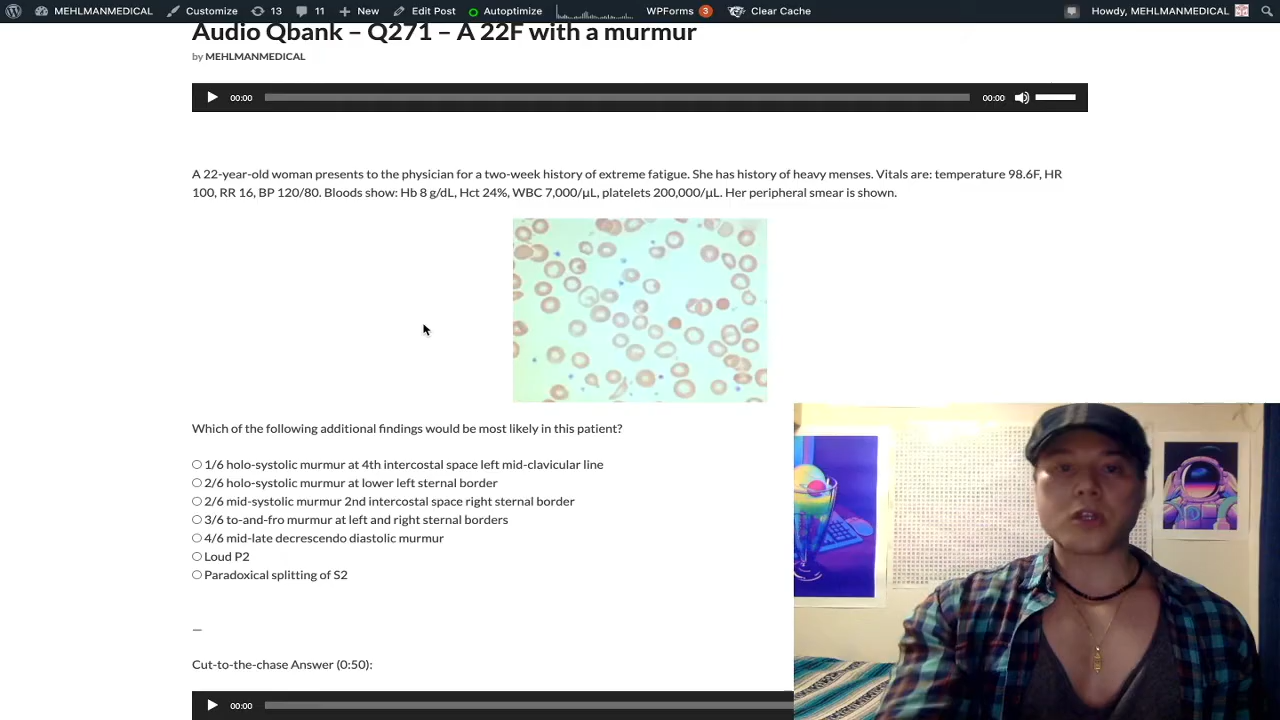 MEHLMANMEDICAL Customize 13 11 New Edit Post Autoptimize WPForms 3 Clear Cache Howdy, MEHLMANMEDICAL
Audio Qbank – Q271 – A 22F with a murmur
by MEHLMANMEDICAL
00:00 00:00
A 22-year-old woman presents to the physician for a two-week history of extreme fatigue. She has history of heavy menses. Vitals are: temperature 98.6F, HR
100, RR 16, BP 120/80. Bloods show: Hb 8 g/dL, Hct 24%, WBC 7,000/μL, platelets 200,000/μL. Her peripheral smear is shown.
Which of the following additional findings would be most likely in this patient?
1/6 holo-systolic murmur at 4th intercostal space left mid-clavicular line
2/6 holo-systolic murmur at lower left sternal border
2/6 mid-systolic murmur 2nd intercostal space right sternal border
3/6 to-and-fro murmur at left and right sternal borders
4/6 mid-late decrescendo diastolic murmur
Loud P2
Paradoxical splitting of S2
—
Cut-to-the-chase Answer (0:50):
00:00